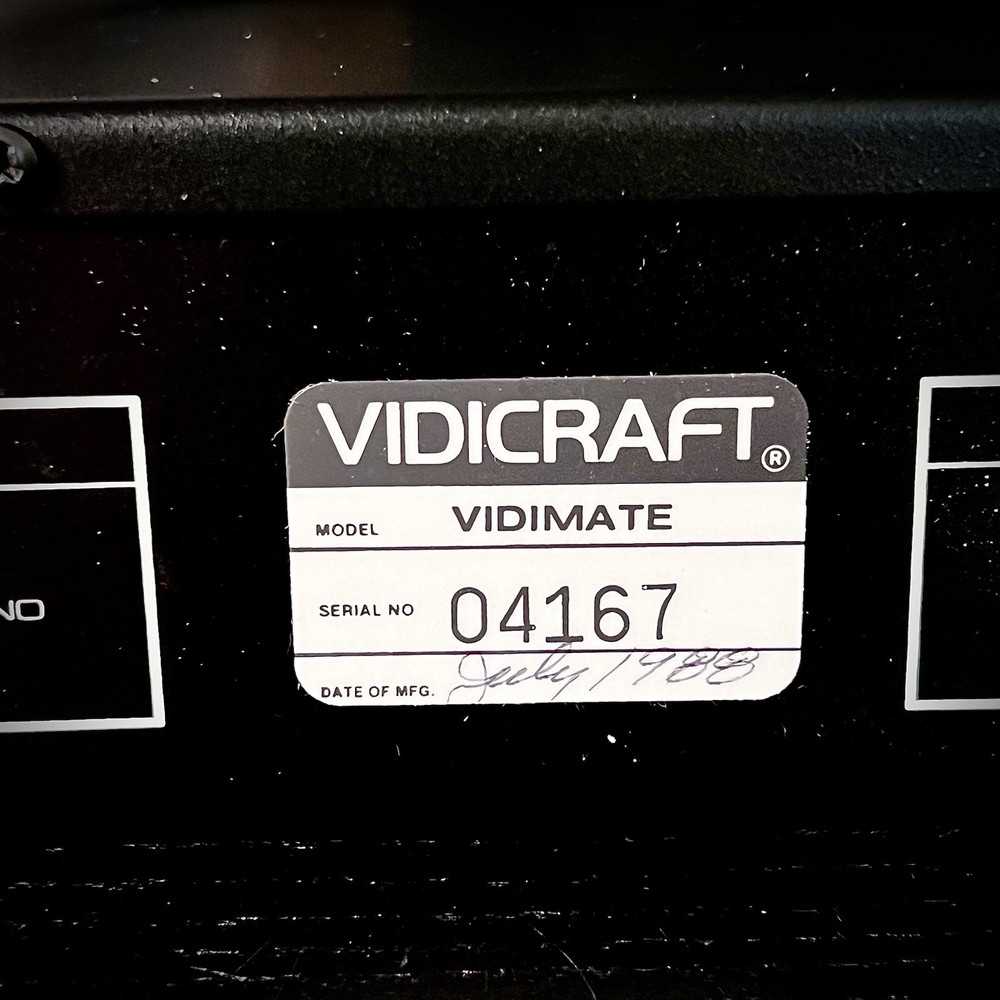 VIDICRAFT®
MODEL VIDIMATE
SERIAL NO 04167
DATE OF MFG. July 1988
NO